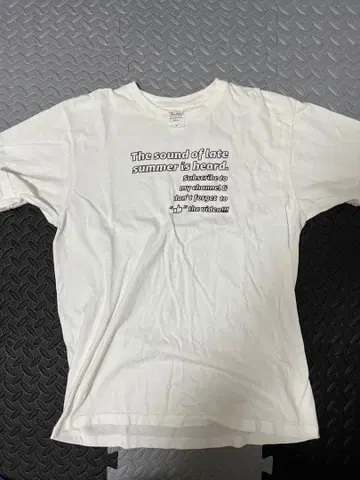 The sound of late
summer is heard.
Subscribe to
my channel &
don't forget to
"👍" the video!!!